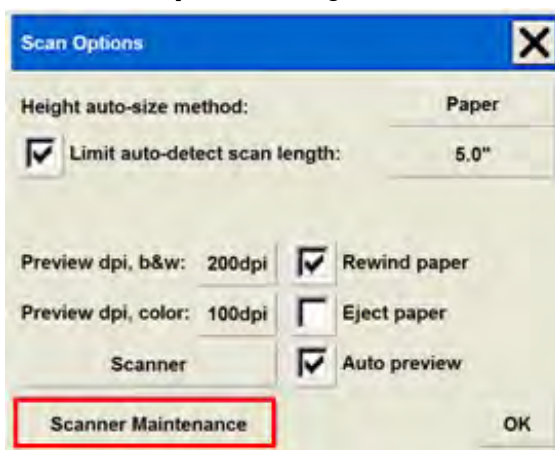 Scan Options
Height auto-size method: Paper
Limit auto-detect scan length: 5.0"
Preview dpi, b&w: 200dpi Rewind paper
Preview dpi, color: 100dpi Eject paper
Scanner Auto preview
Scanner Maintenance OK